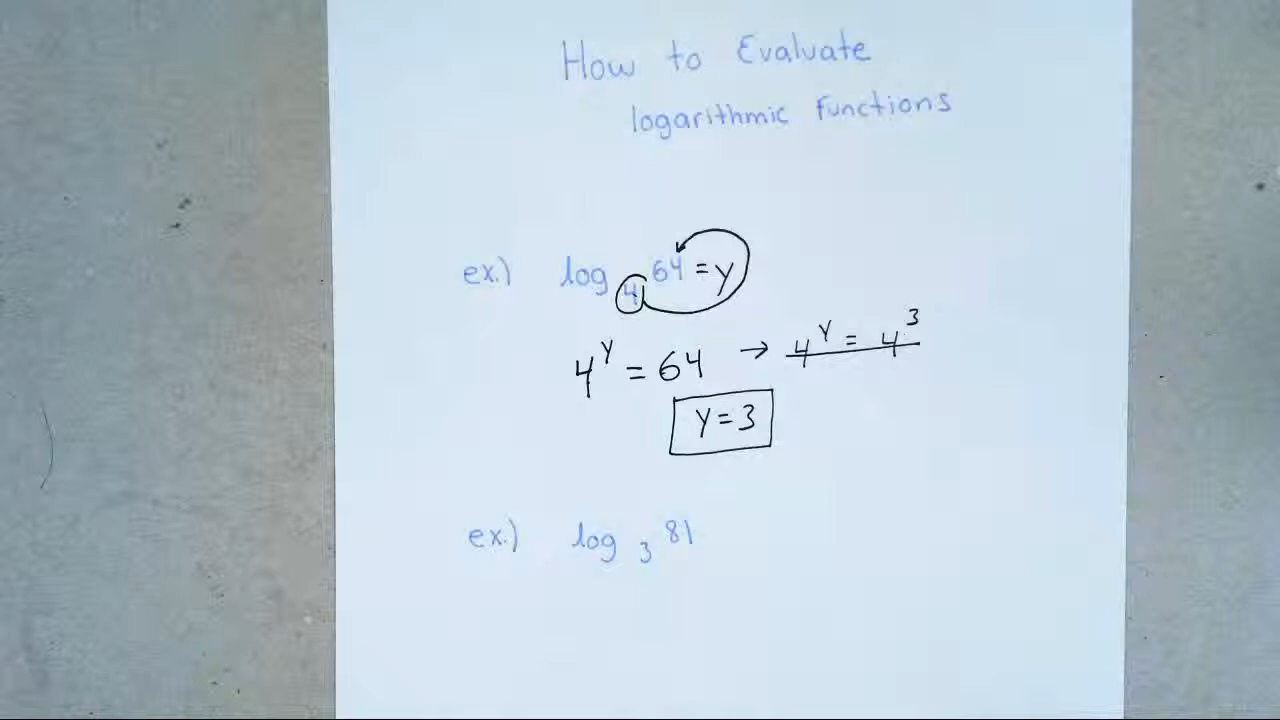 How to Evaluate
logarithmic functions
ex.) log₄ 64 = y
4^y = 64 → 4^y = 4^3
y = 3
ex.) log₃ 81